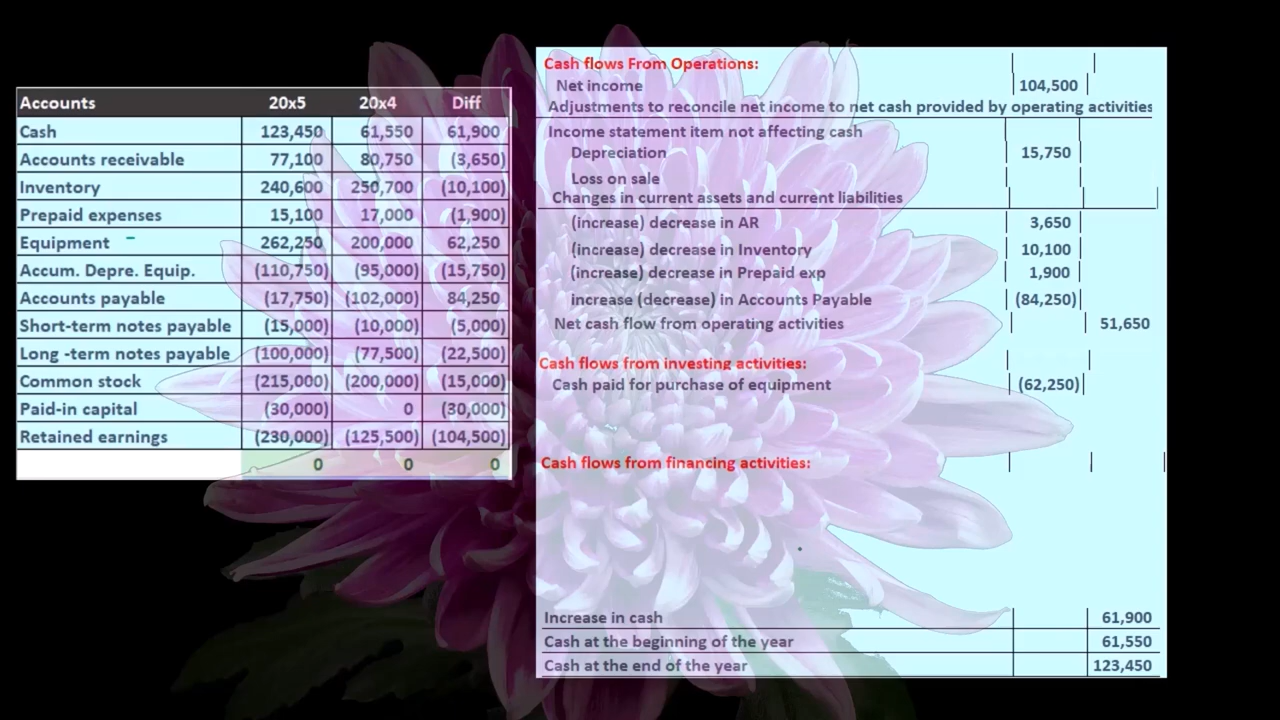 Accounts 20x5 20x4 Diff
Cash 123,450 61,550 61,900
Accounts receivable 77,100 80,750 (3,650)
Inventory 240,600 250,700 (10,100)
Prepaid expenses 15,100 17,000 (1,900)
Equipment 262,250 200,000 62,250
Accum. Depre. Equip. (110,750) (95,000) (15,750)
Accounts payable (17,750) (102,000) 84,250
Short-term notes payable (15,000) (10,000) (5,000)
Long -term notes payable (100,000) (77,500) (22,500)
Common stock (215,000) (200,000) (15,000)
Paid-in capital (30,000) 0 (30,000)
Retained earnings (230,000) (125,500) (104,500)
0 0 0
Cash flows From Operations:
Net income 104,500
Adjustments to reconcile net income to net cash provided by operating activities
Income statement item not affecting cash
Depreciation 15,750
Loss on sale
Changes in current assets and current liabilities
(increase) decrease in AR 3,650
(increase) decrease in Inventory 10,100
(increase) decrease in Prepaid exp 1,900
increase (decrease) in Accounts Payable (84,250)
Net cash flow from operating activities 51,650
Cash flows from investing activities:
Cash paid for purchase of equipment (62,250)
Cash flows from financing activities:
Increase in cash 61,900
Cash at the beginning of the year 61,550
Cash at the end of the year 123,450